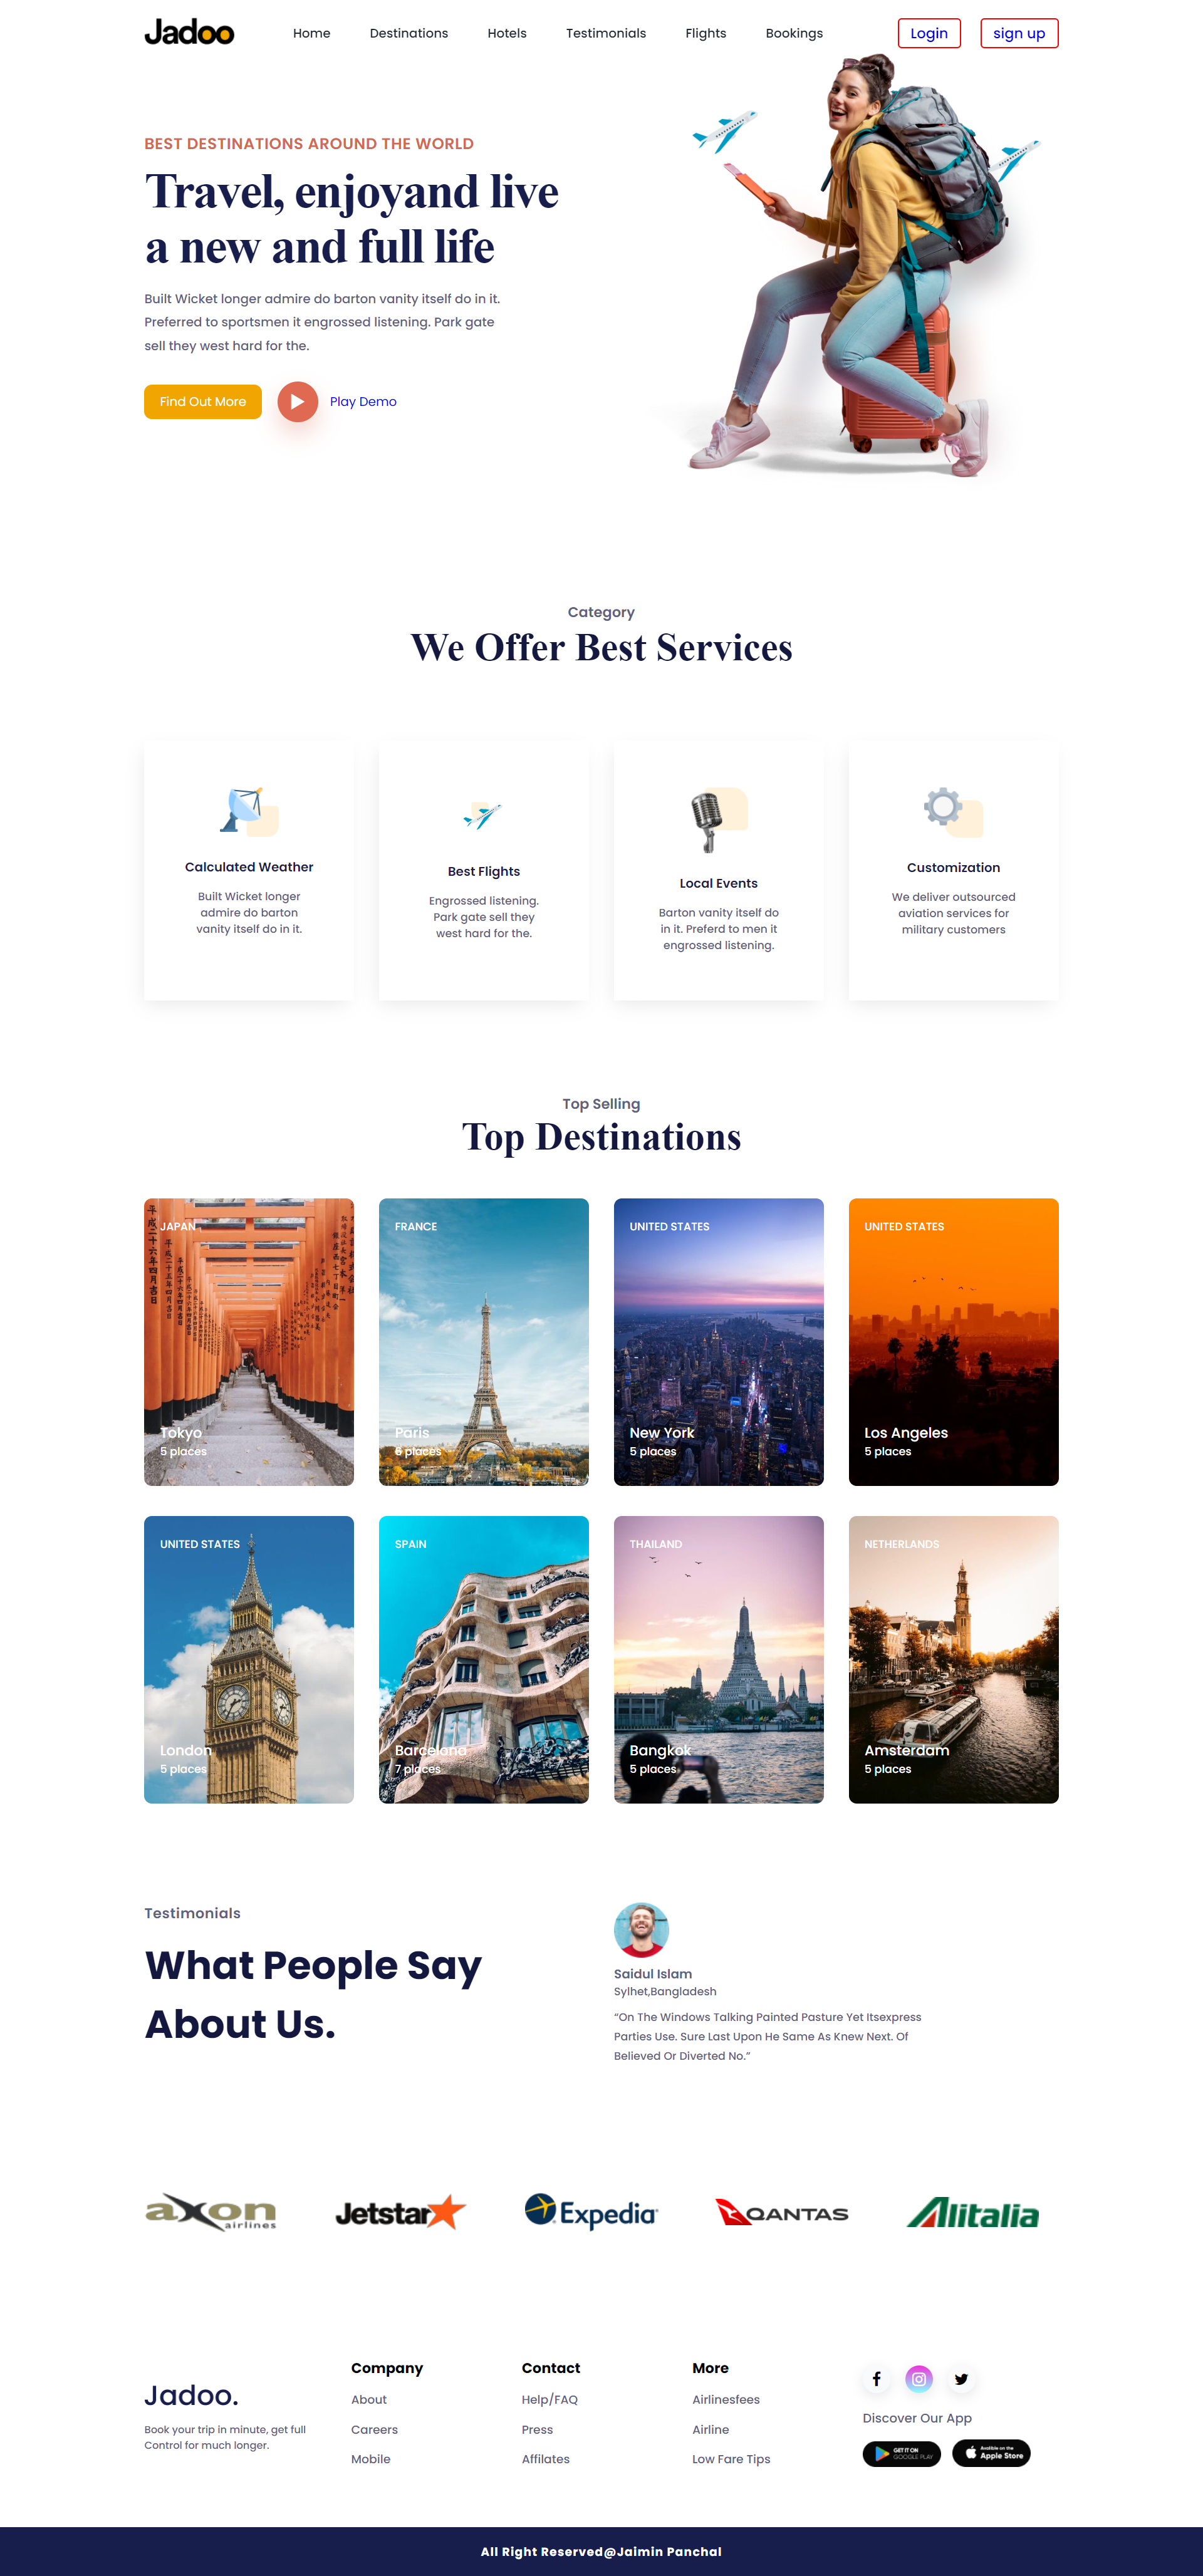 Jadoo
Home
Destinations
Hotels
Testimonials
Flights
Bookings
Login
sign up
BEST DESTINATIONS AROUND THE WORLD
Travel, enjoyand live
a new and full life
Built Wicket longer admire do barton vanity itself do in it.
Preferred to sportsmen it engrossed listening. Park gate
sell they west hard for the.
Find Out More
Play Demo
Category
We Offer Best Services
Calculated Weather
Built Wicket longer
admire do barton
vanity itself do in it.
Best Flights
Engrossed listening.
Park gate sell they
west hard for the.
Local Events
Barton vanity itself do
in it. Preferd to men it
engrossed listening.
Customization
We deliver outsourced
aviation services for
military customers
Top Selling
Top Destinations
JAPAN
Tokyo
5 places
FRANCE
Paris
6 places
UNITED STATES
New York
5 places
UNITED STATES
Los Angeles
5 places
UNITED STATES
London
5 places
SPAIN
Barcelona
7 places
THAILAND
Bangkok
5 places
NETHERLANDS
Amsterdam
5 places
Testimonials
What People Say
About Us.
Saidul Islam
Sylhet,Bangladesh
“On The Windows Talking Painted Pasture Yet Itsexpress
Parties Use. Sure Last Upon He Same As Knew Next. Of
Believed Or Diverted No.”
axon
airlines
Jetstar
Expedia
QANTAS
Alitalia
Jadoo.
Book your trip in minute, get full
Control for much longer.
Company
About
Careers
Mobile
Contact
Help/FAQ
Press
Affilates
More
Airlinesfees
Airline
Low Fare Tips
Discover Our App
GET IT ON
GOOGLE PLAY
Available on the
Apple Store
All Right Reserved@Jaimin Panchal